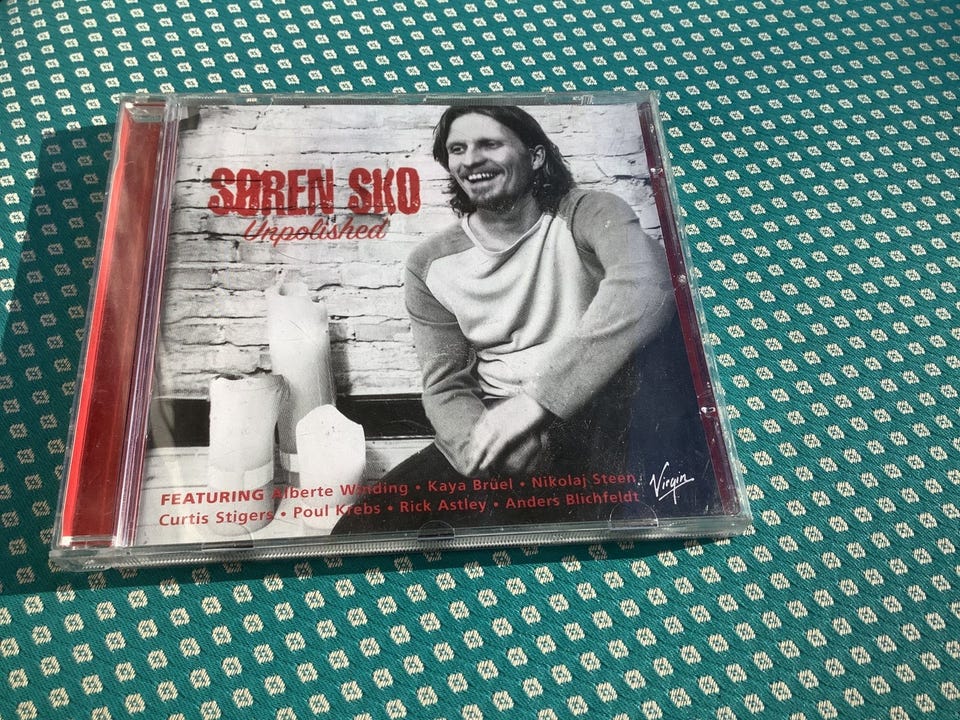 SØREN SKO
Unpolished
FEATURING Alberte Winding • Kaya Brüel • Nikolaj Steen
Curtis Stigers • Poul Krebs • Rick Astley • Anders Blichfeldt
Virgin